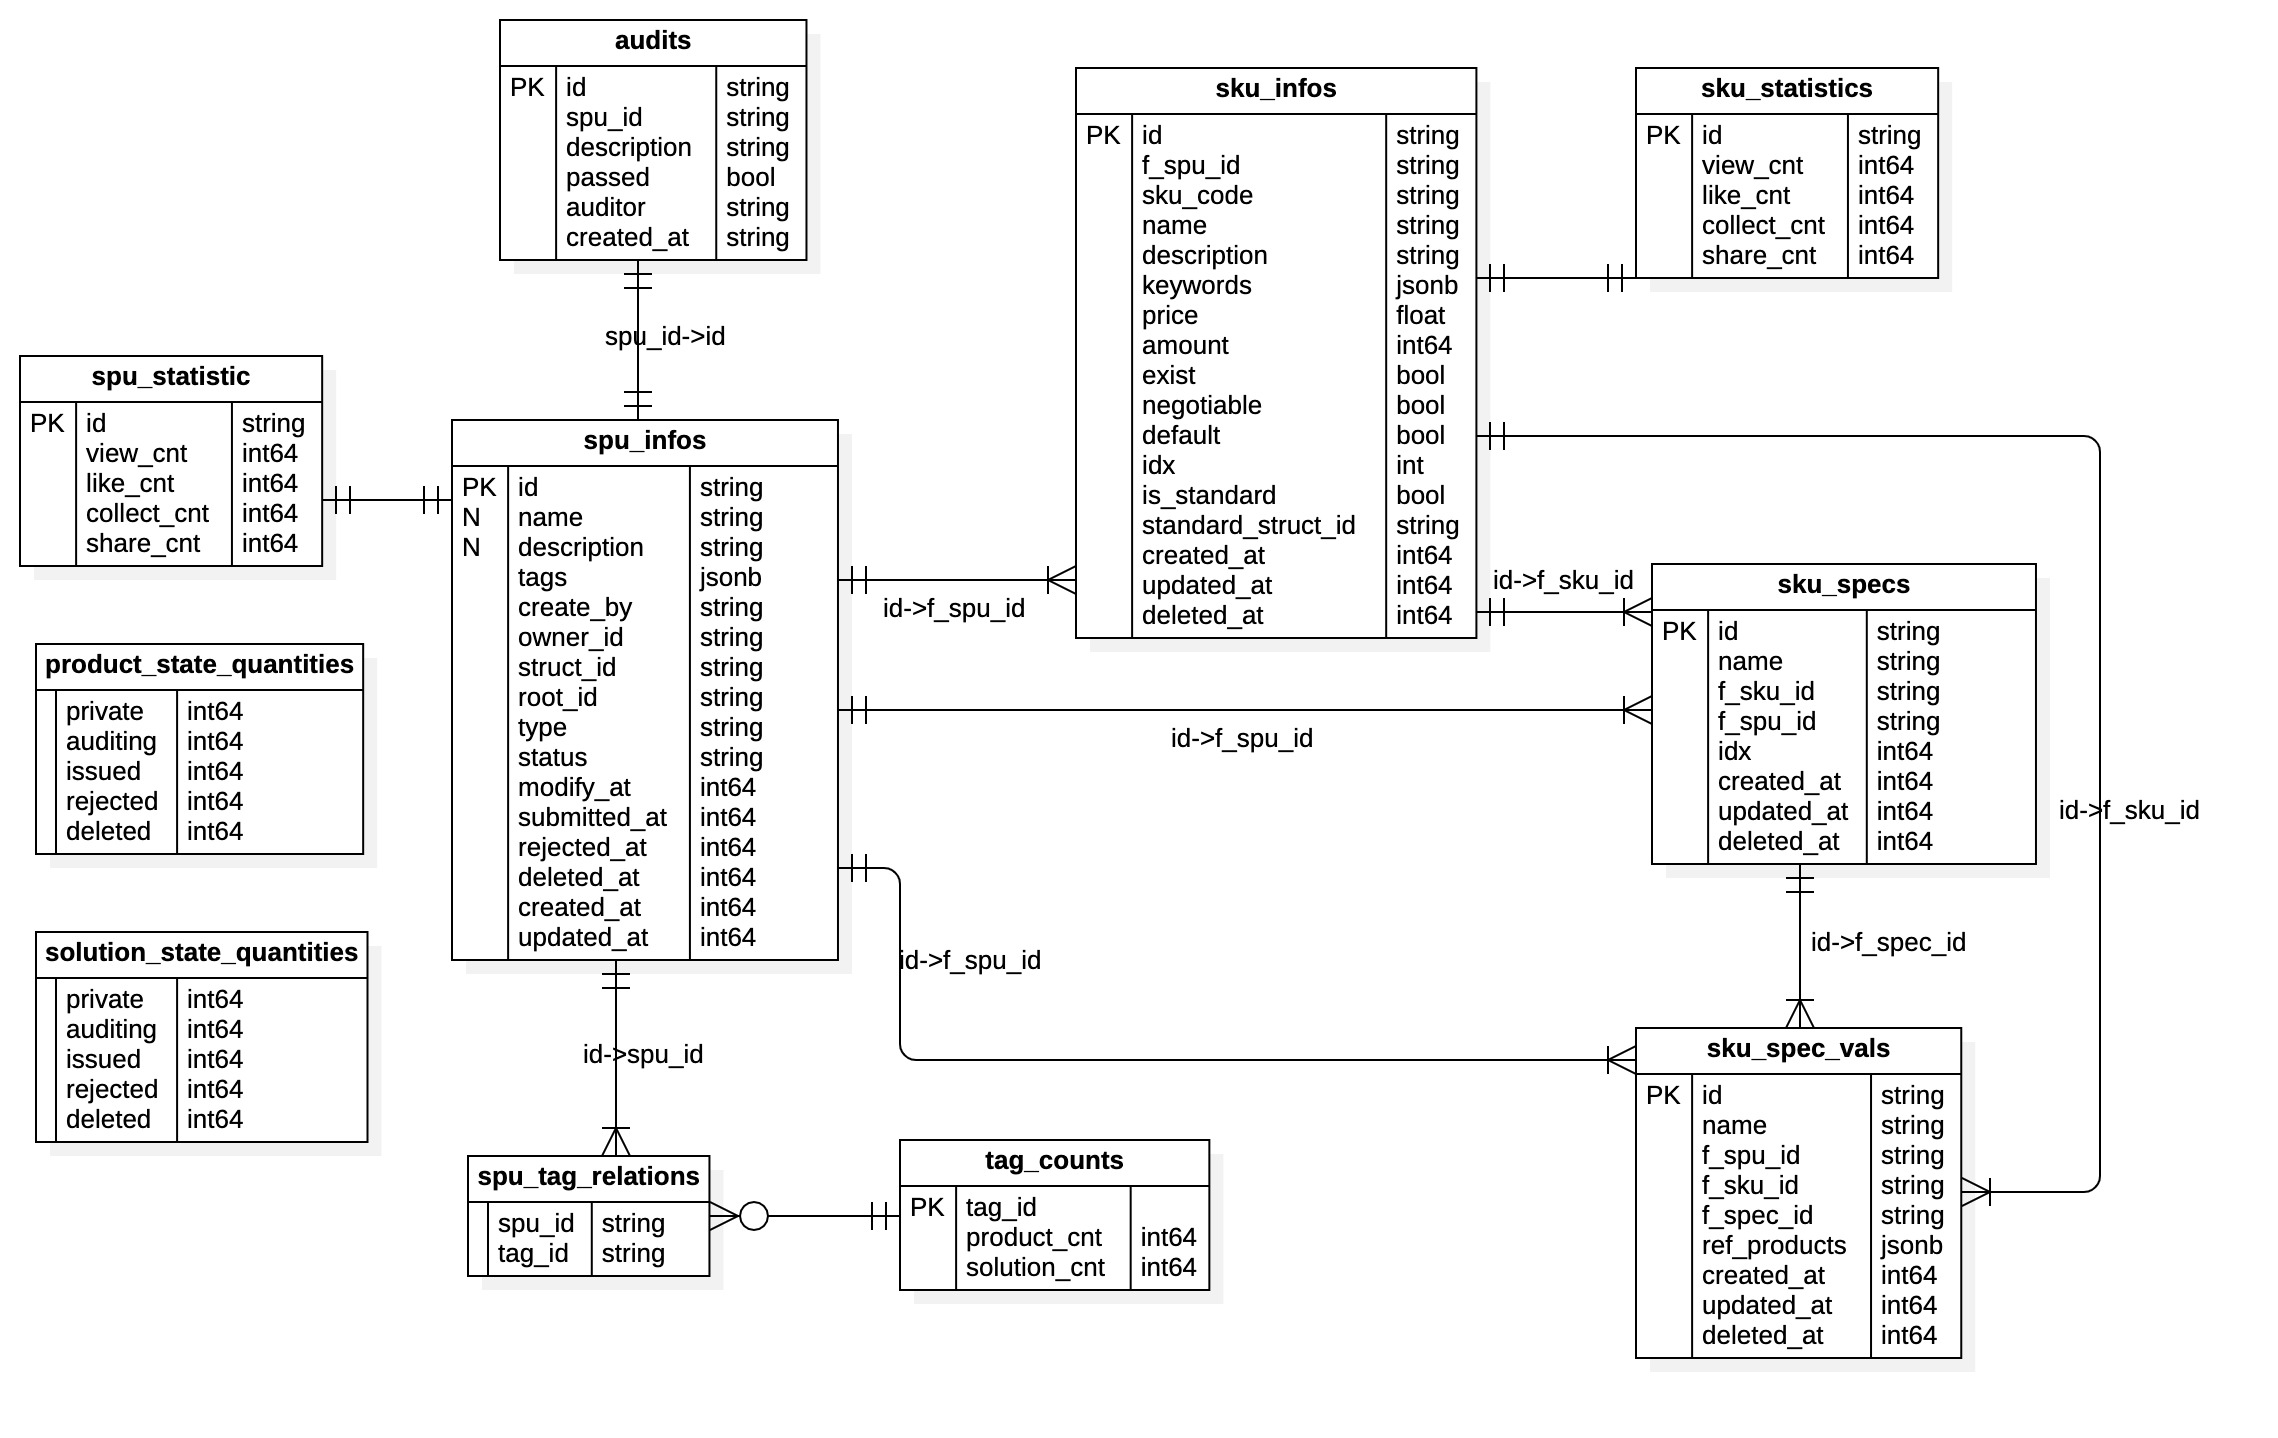 audits
PK id string
spu_id string
description string
passed bool
auditor string
created_at string
spu_id->id
sku_infos
PK id string
f_spu_id string
sku_code string
name string
description string
keywords jsonb
price float
amount int64
exist bool
negotiable bool
default bool
idx int
is_standard bool
standard_struct_id string
created_at int64
updated_at int64
deleted_at int64
sku_statistics
PK id string
view_cnt int64
like_cnt int64
collect_cnt int64
share_cnt int64
spu_statistic
PK id string
view_cnt int64
like_cnt int64
collect_cnt int64
share_cnt int64
spu_infos
PK id string
N name string
N description string
tags jsonb
create_by string
owner_id string
struct_id string
root_id string
type string
status string
modify_at int64
submitted_at int64
rejected_at int64
deleted_at int64
created_at int64
updated_at int64
id->f_spu_id
id->f_sku_id
sku_specs
PK id string
name string
f_sku_id string
f_spu_id string
idx int64
created_at int64
updated_at int64
deleted_at int64
id->f_spu_id
id->f_sku_id
product_state_quantities
private int64
auditing int64
issued int64
rejected int64
deleted int64
solution_state_quantities
private int64
auditing int64
issued int64
rejected int64
deleted int64
id->f_spu_id
id->f_spec_id
id->spu_id
spu_tag_relations
spu_id string
tag_id string
tag_counts
PK tag_id
product_cnt int64
solution_cnt int64
sku_spec_vals
PK id string
name string
f_spu_id string
f_sku_id string
f_spec_id string
ref_products jsonb
created_at int64
updated_at int64
deleted_at int64